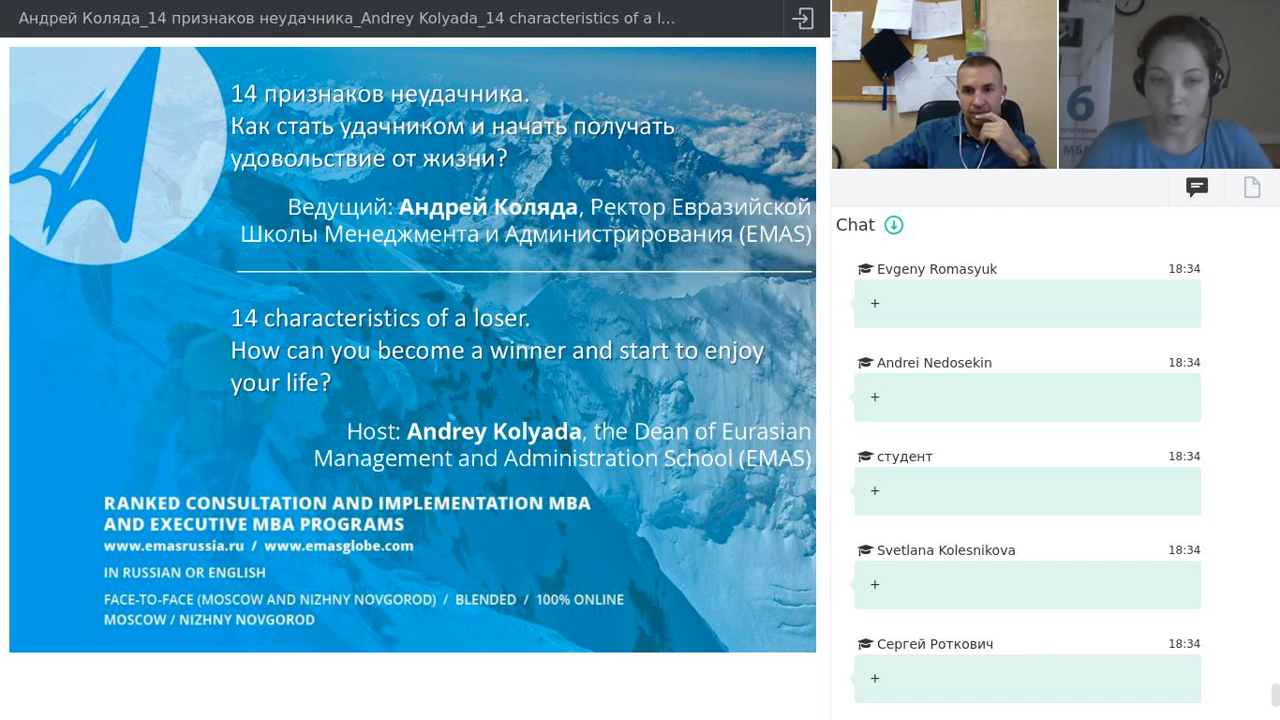 Андрей Коляда_14 признаков неудачника_Andrey Kolyada_14 characteristics of a l...
14 признаков неудачника.
Как стать удачником и начать получать
удовольствие от жизни?
Ведущий: Андрей Коляда, Ректор Евразийской
Школы Менеджмента и Администрирования (EMAS)
14 characteristics of a loser.
How can you become a winner and start to enjoy
your life?
Host: Andrey Kolyada, the Dean of Eurasian
Management and Administration School (EMAS)
RANKED CONSULTATION AND IMPLEMENTATION MBA
AND EXECUTIVE MBA PROGRAMS
www.emasrussia.ru / www.emasglobe.com
IN RUSSIAN OR ENGLISH
FACE-TO-FACE (MOSCOW AND NIZHNY NOVGOROD) / BLENDED / 100% ONLINE
MOSCOW / NIZHNY NOVGOROD
6
Chat
Evgeny Romasyuk 18:34
+
Andrei Nedosekin 18:34
+
студент 18:34
+
Svetlana Kolesnikova 18:34
+
Сергей Роткович 18:34
+